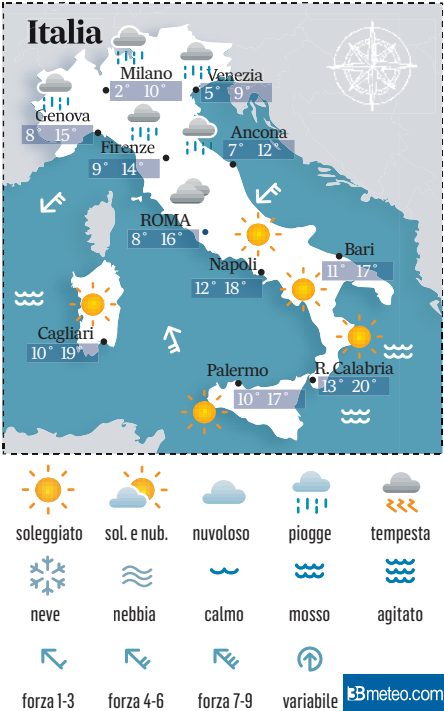 Italia
Milano
2° 10°
Venezia
5° 9°
Genova
8° 15°
Firenze
9° 14°
Ancona
7° 12°
ROMA
8° 16°
Bari
11° 17°
Napoli
12° 18°
Cagliari
10° 19°
Palermo
10° 17°
R. Calabria
13° 20°
soleggiato sol. e nub. nuvoloso piogge tempesta
neve nebbia calmo mosso agitato
forza 1-3 forza 4-6 forza 7-9 variabile
3Bmeteo.com